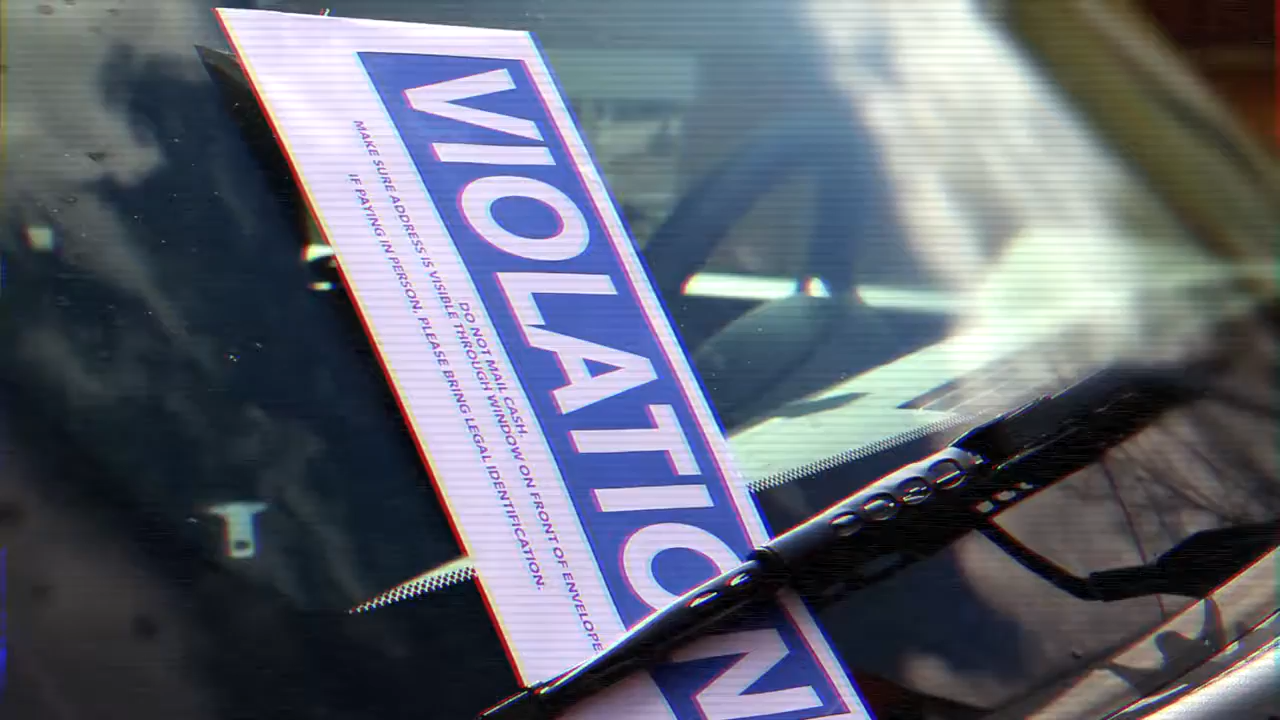 VIOLATION
MAKE SURE ADDRESS IS VISIBLE THROUGH WINDOW ON FRONT OF ENVELOPE
DO NOT MAIL CASH.
IF PAYING IN PERSON, PLEASE BRING LEGAL IDENTIFICATION.